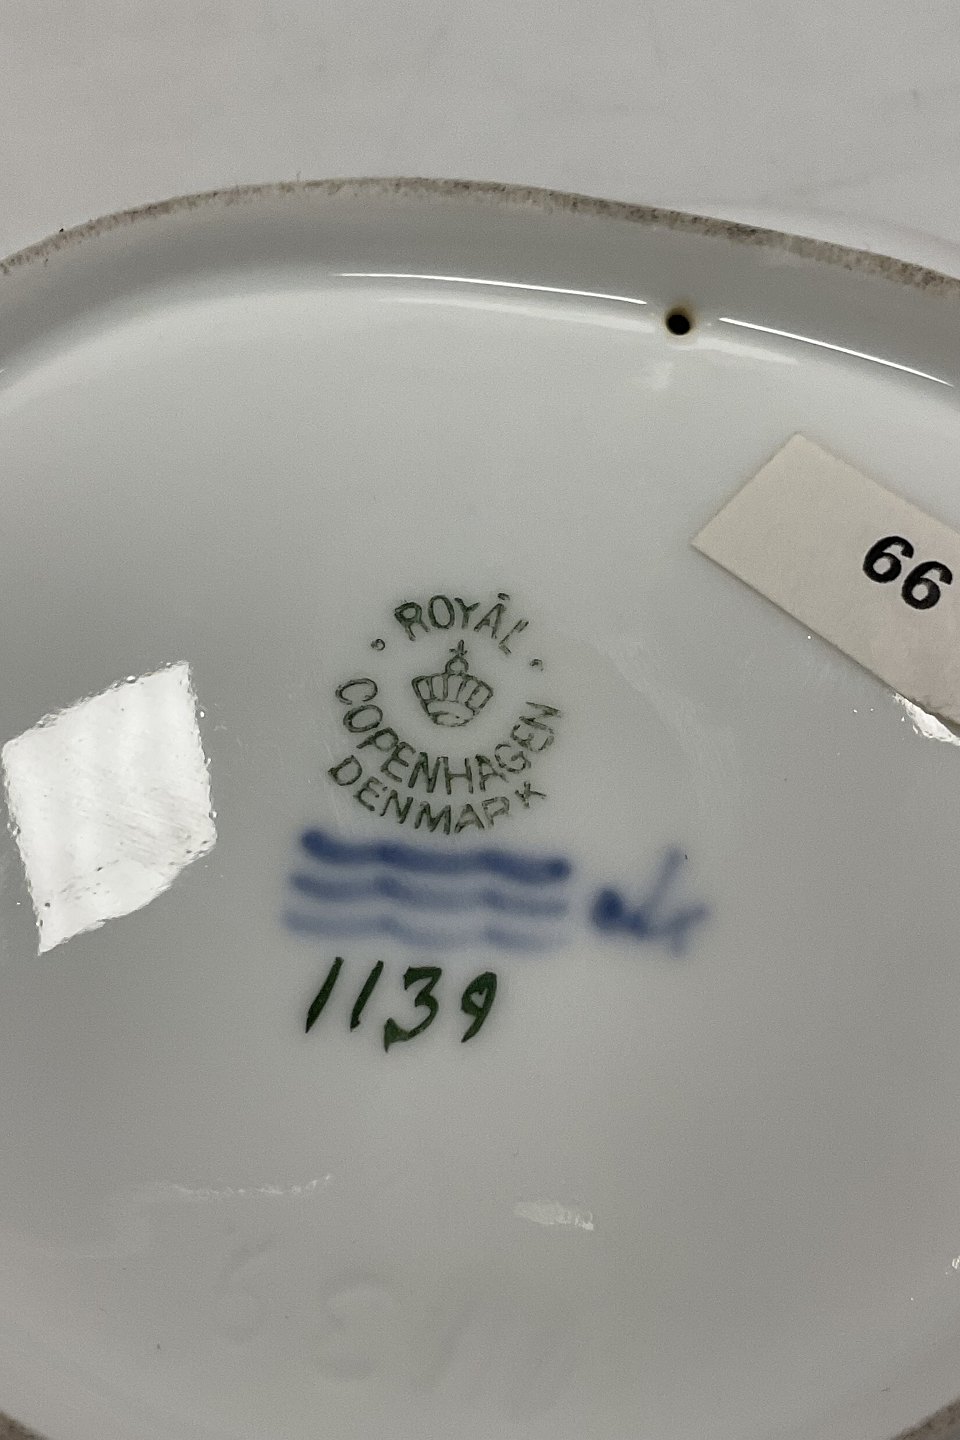 66
ROYAL
COPENHAGEN
DENMARK
1139